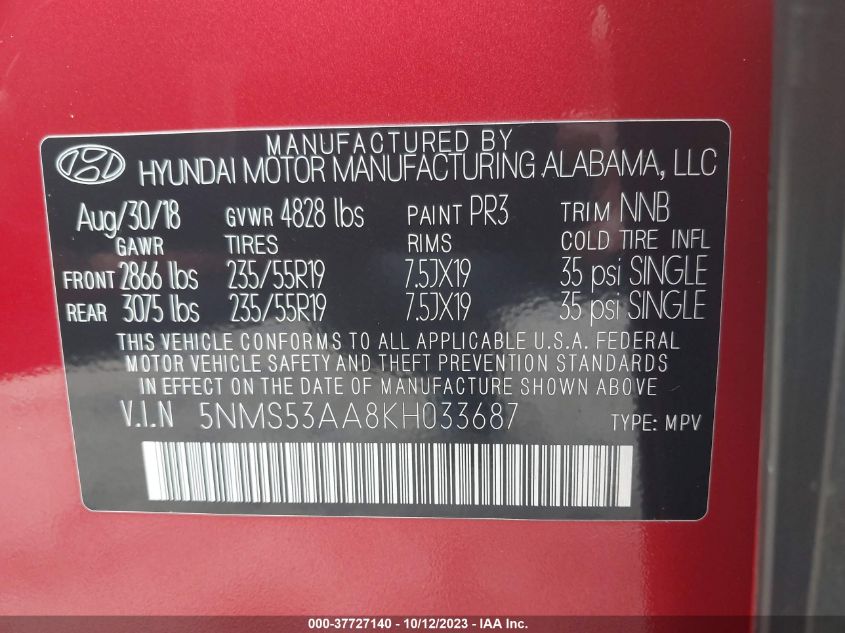 MANUFACTURED BY
HYUNDAI MOTOR MANUFACTURING ALABAMA, LLC
Aug/30/18 GVWR 4828 lbs PAINT PR3 TRIM NNB
GAWR TIRES RIMS COLD TIRE INFL
FRONT 2866 lbs 235/55R19 7.5JX19 35 psi SINGLE
REAR 3075 lbs 235/55R19 7.5JX19 35 psi SINGLE
THIS VEHICLE CONFORMS TO ALL APPLICABLE U.S.A. FEDERAL
MOTOR VEHICLE SAFETY AND THEFT PREVENTION STANDARDS
IN EFFECT ON THE DATE OF MANUFACTURE SHOWN ABOVE
V.I.N 5NMS53AA8KH033687 TYPE: MPV
000-37727140 - 10/12/2023 - IAA Inc.